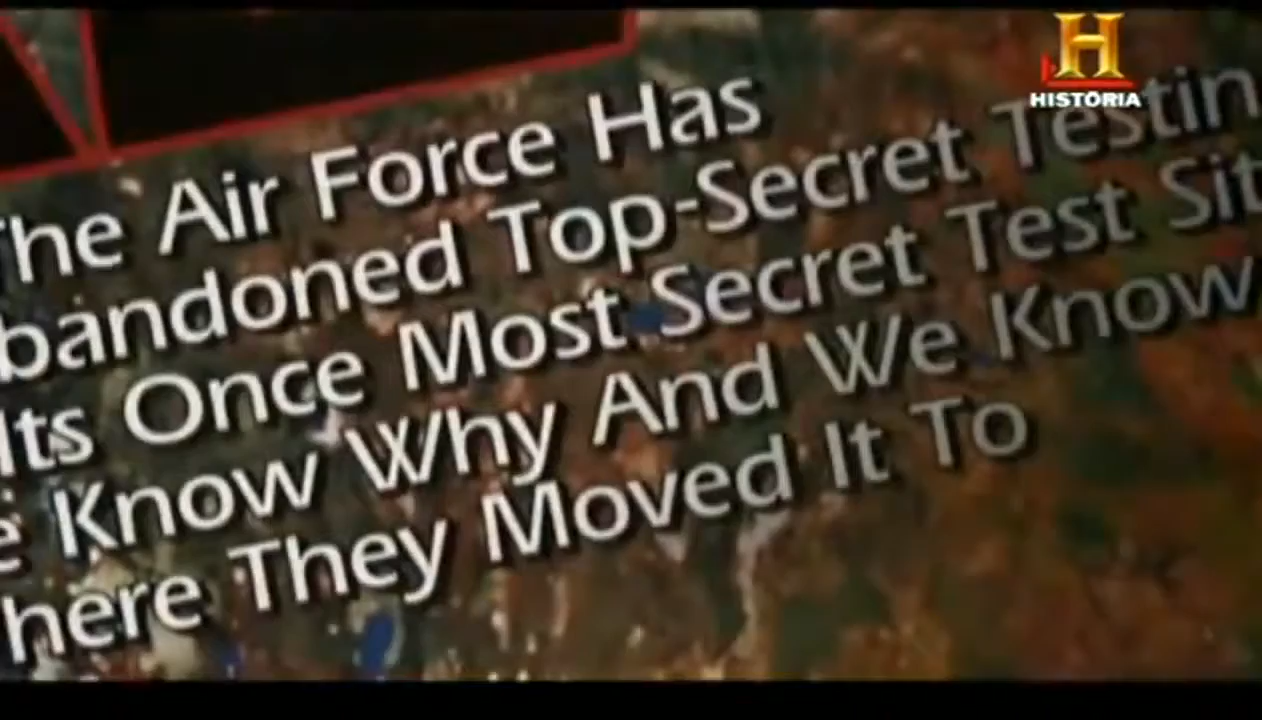 H
HISTORIA
The Air Force Has
bandoned Top-Secret Testin
Its Once Most Secret Test Sit
e Know Why And We Know
here They Moved It To